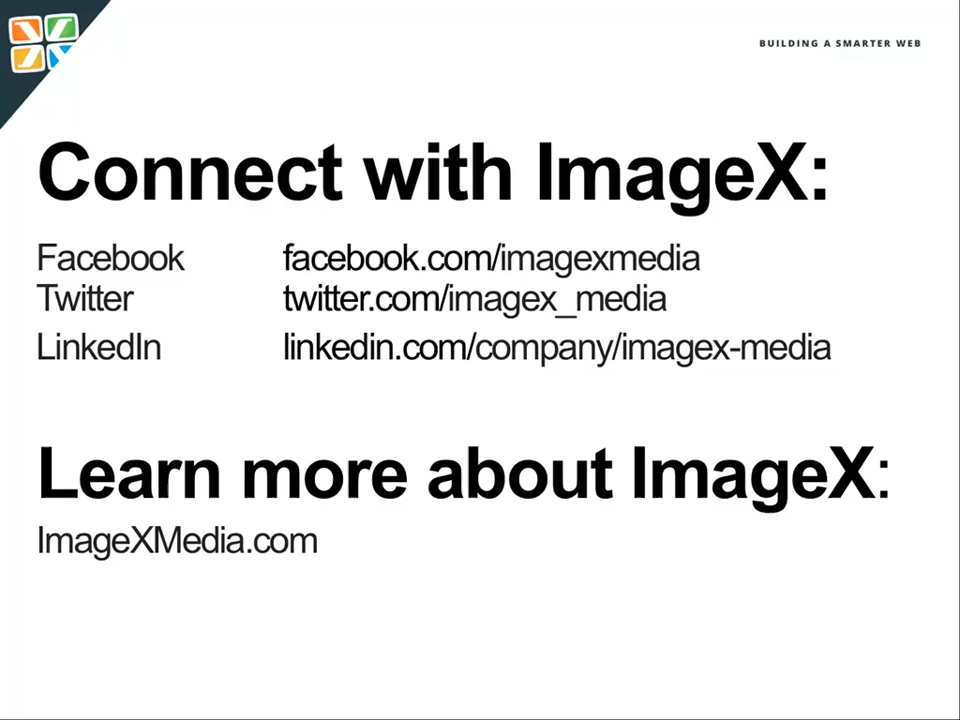 BUILDING A SMARTER WEB
Connect with ImageX:
Facebook facebook.com/imagexmedia
Twitter twitter.com/imagex_media
LinkedIn linkedin.com/company/imagex-media
Learn more about ImageX:
ImageXMedia.com